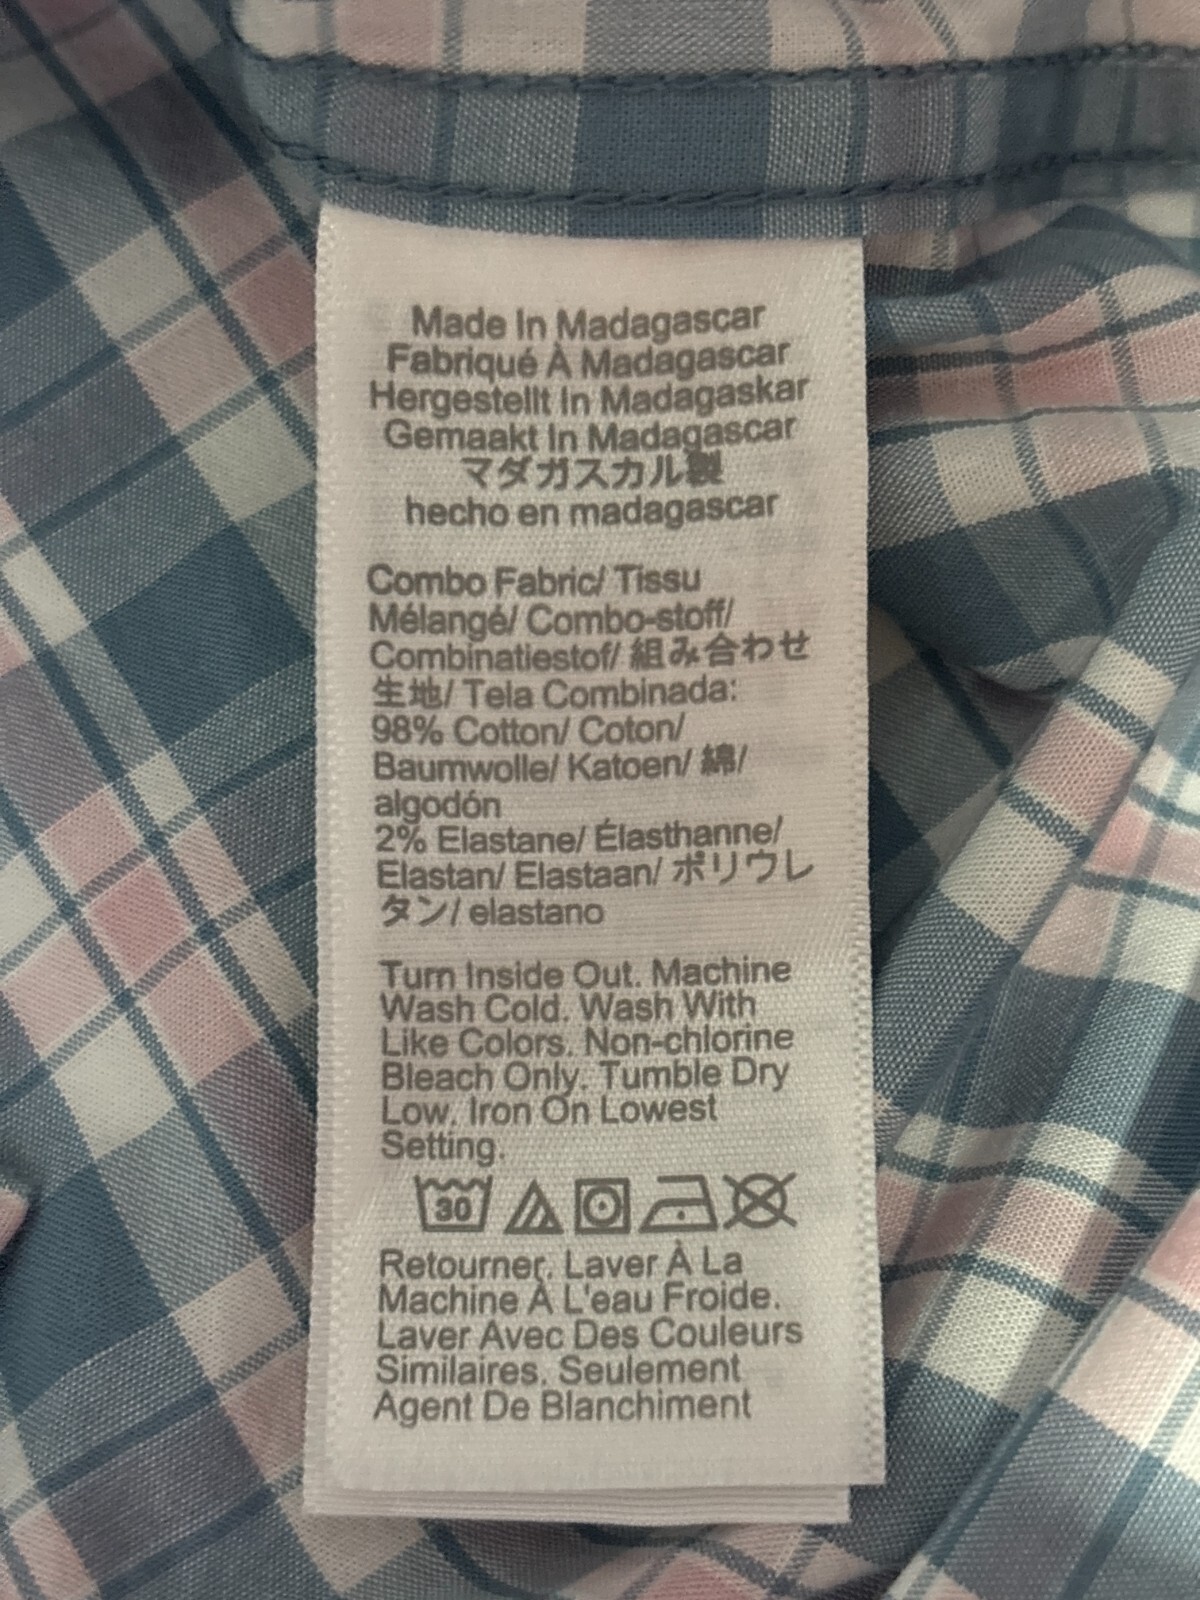 Made In Madagascar
Fabriqué À Madagascar
Hergestellt In Madagaskar
Gemaakt In Madagascar
マダガスカル製
hecho en madagascar
Combo Fabric/ Tissu
Mélangé/ Combo-stoff/
Combinatiestof/ 組み合わせ
生地/ Tela Combinada:
98% Cotton/ Coton/
Baumwolle/ Katoen/ 綿/
algodón
2% Elastane/ Élasthanne/
Elastan/ Elastaan/ ポリウレ
タン/ elastano
Turn Inside Out. Machine
Wash Cold. Wash With
Like Colors. Non-chlorine
Bleach Only. Tumble Dry
Low. Iron On Lowest
Setting.
30
Retourner. Laver À La
Machine À L'eau Froide.
Laver Avec Des Couleurs
Similaires. Seulement
Agent De Blanchiment